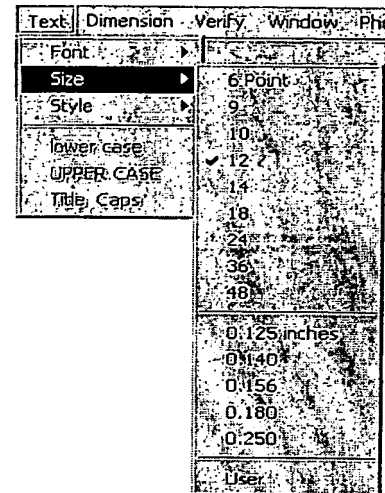 Text Dimension Verify Window
Font
Size
Style
lower case
UPPER CASE
Title Caps
6 Point
9
10
12
14
18
24
36
48
0.125 inches
0.140
0.156
0.180
0.250
User